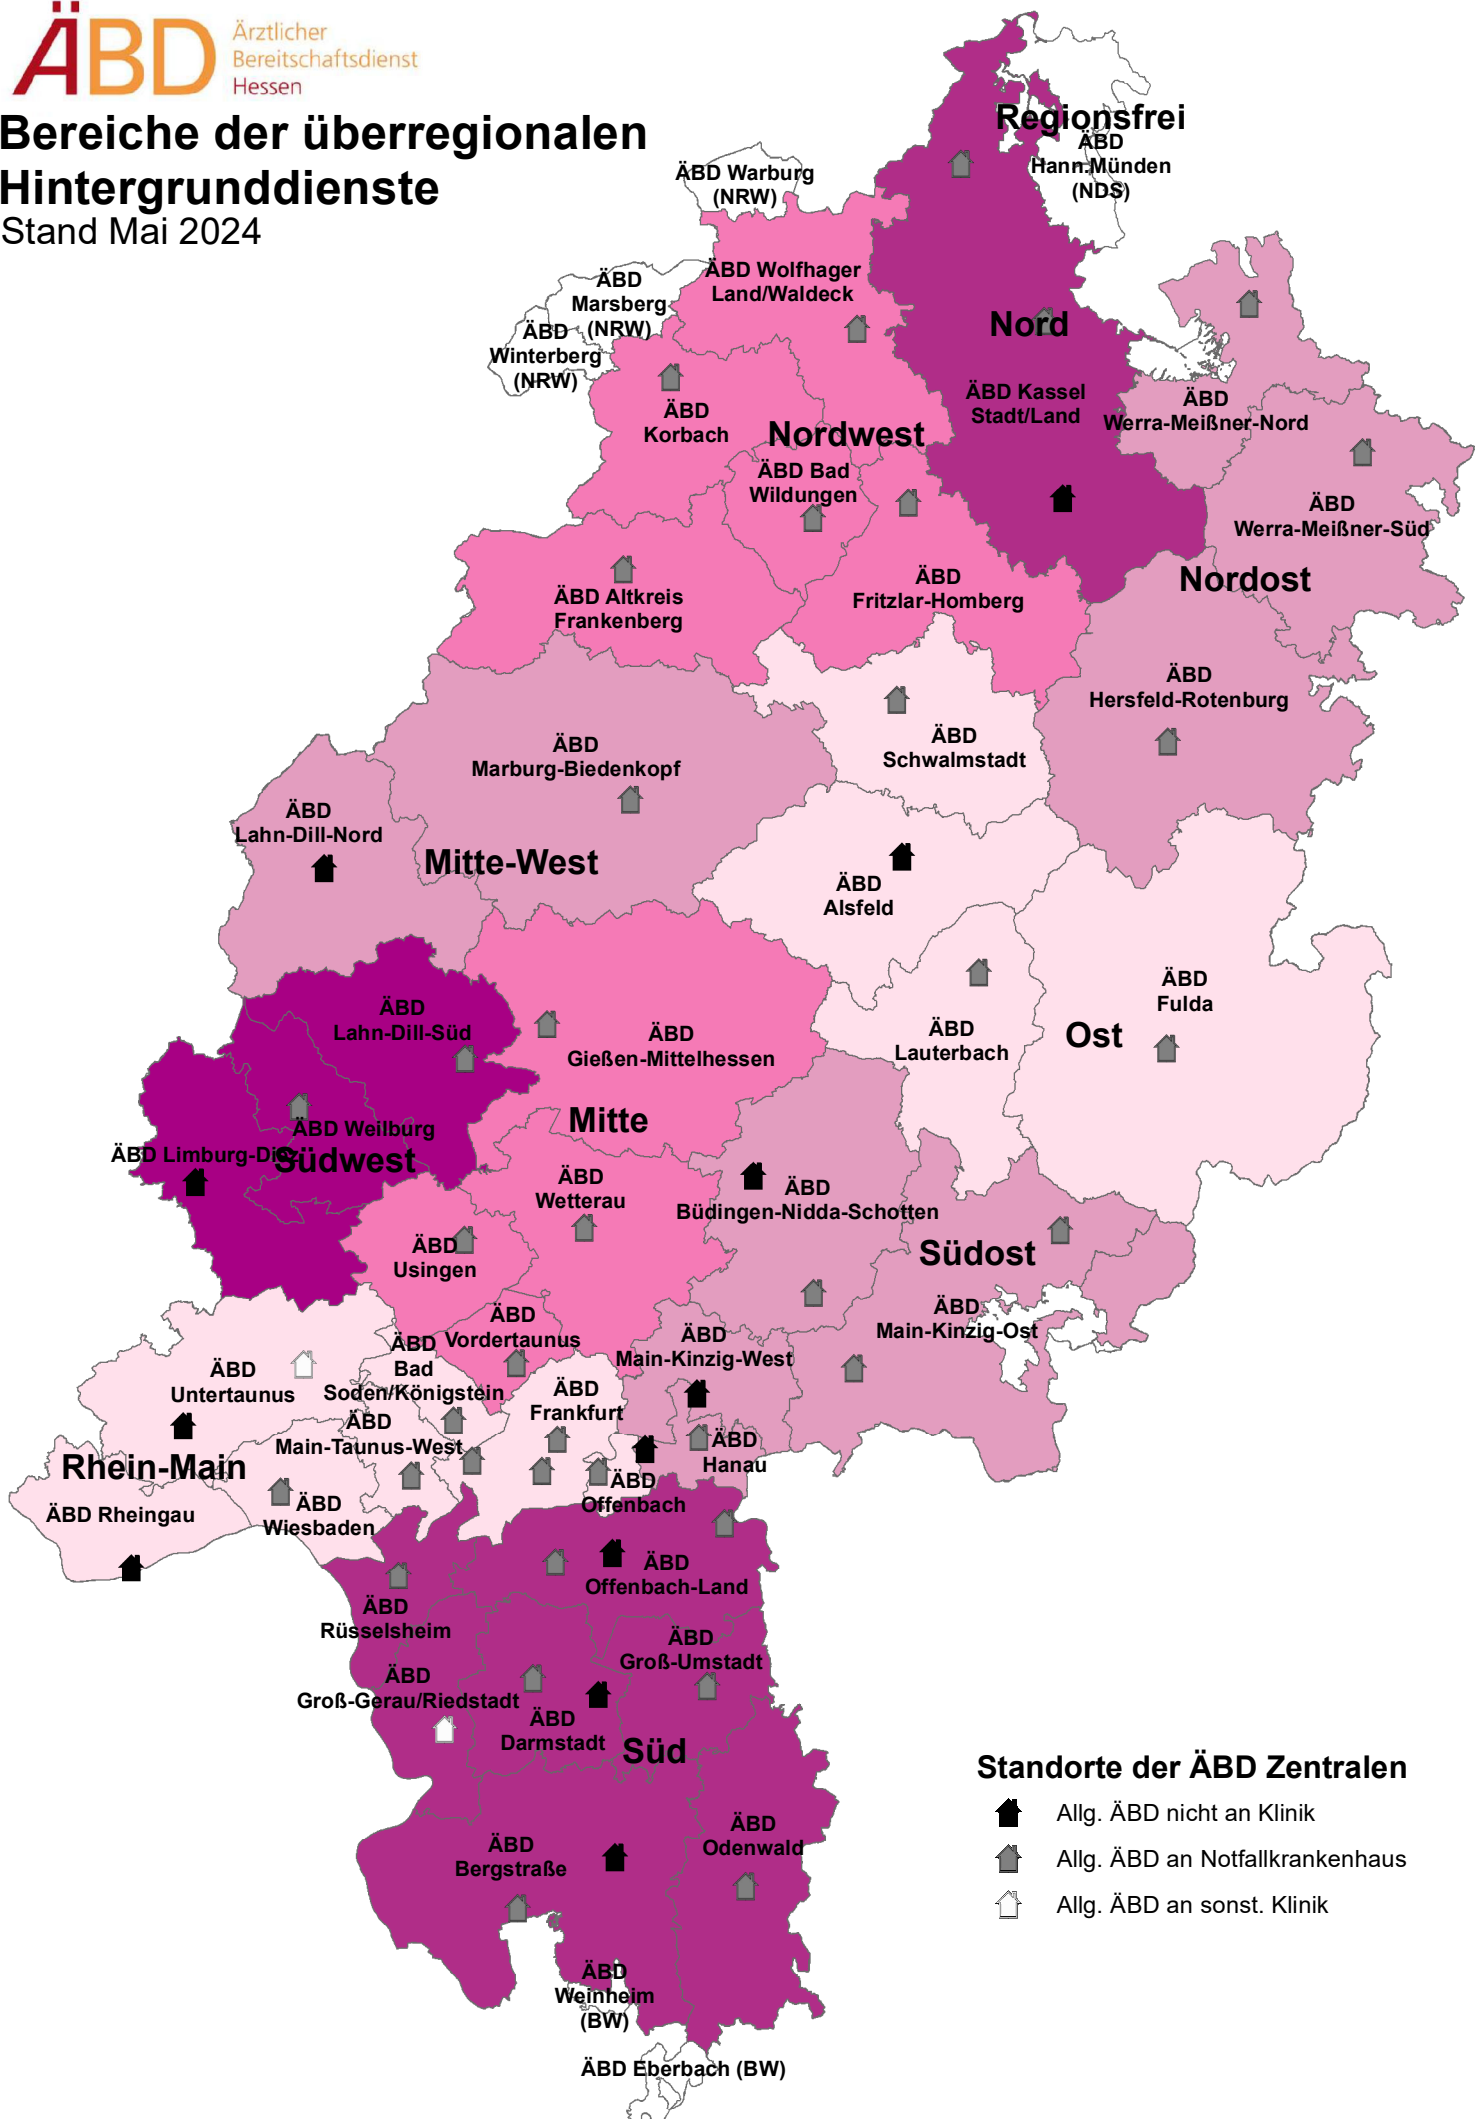 ÄBD
Ärztlicher
Bereitschaftsdienst
Hessen
Bereiche der überregionalen
Hintergrunddienste
Stand Mai 2024
Regionsfrei
ÄBD
Hann.Münden
(NDS)
ÄBD Warburg
(NRW)
ÄBD Wolfhager
Land/Waldeck
ÄBD
Marsberg
(NRW)
ÄBD
Winterberg
(NRW)
Nord
ÄBD Kassel
Stadt/Land
ÄBD
Werra-Meißner-Nord
ÄBD
Korbach
Nordwest
ÄBD Bad
Wildungen
ÄBD
Werra-Meißner-Süd
Nordost
ÄBD Altkreis
Frankenberg
ÄBD
Fritzlar-Homberg
ÄBD
Hersfeld-Rotenburg
ÄBD
Schwalmstadt
ÄBD
Marburg-Biedenkopf
ÄBD
Lahn-Dill-Nord
Mitte-West
ÄBD
Alsfeld
ÄBD
Fulda
ÄBD
Lahn-Dill-Süd
ÄBD
Gießen-Mittelhessen
ÄBD
Lauterbach
Ost
Mitte
ÄBD Weilburg
ÄBD Limburg-Diez
Südwest
ÄBD
Wetterau
ÄBD
Büdingen-Nidda-Schotten
ÄBD
Usingen
Südost
ÄBD
Main-Kinzig-Ost
ÄBD
Vordertaunus
ÄBD
Main-Kinzig-West
ÄBD
Bad
Soden/Königstein
ÄBD
Untertaunus
ÄBD
Frankfurt
ÄBD
Main-Taunus-West
ÄBD
Hanau
Rhein-Main
ÄBD
Offenbach
ÄBD Rheingau
ÄBD
Wiesbaden
ÄBD
Offenbach-Land
ÄBD
Rüsselsheim
ÄBD
Groß-Umstadt
ÄBD
Groß-Gerau/Riedstadt
ÄBD
Darmstadt
Süd
Standorte der ÄBD Zentralen
Allg. ÄBD nicht an Klinik
Allg. ÄBD an Notfallkrankenhaus
Allg. ÄBD an sonst. Klinik
ÄBD
Odenwald
ÄBD
Bergstraße
ÄBD
Weinheim
(BW)
ÄBD Eberbach (BW)